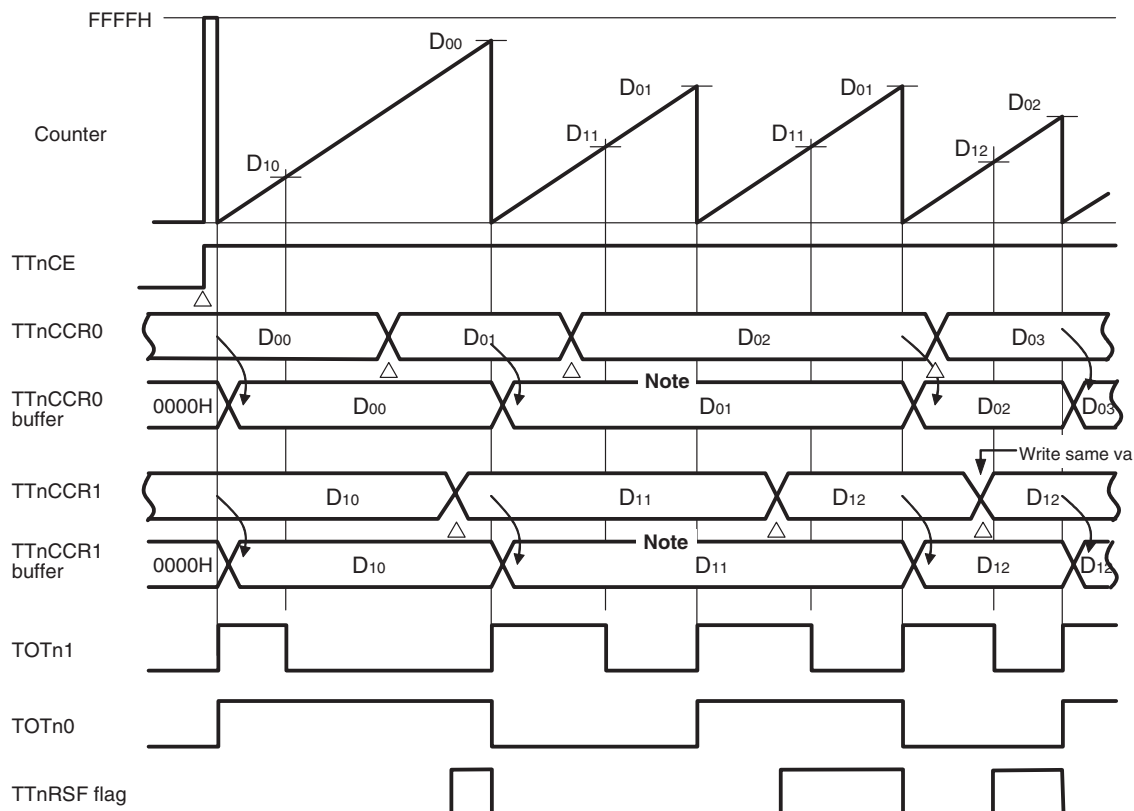 FFFFH
D00
D01
D01
D02
Counter
D11
D11
D12
D10
TTnCE
TTnCCR0
D00
D01
D02
D03
Note
TTnCCR0
buffer
0000H
D00
D01
D02
D03
Write same va
TTnCCR1
D10
D11
D12
D12
Note
TTnCCR1
buffer
0000H
D10
D11
D12
D12
TOTn1
TOTn0
TTnRSF flag